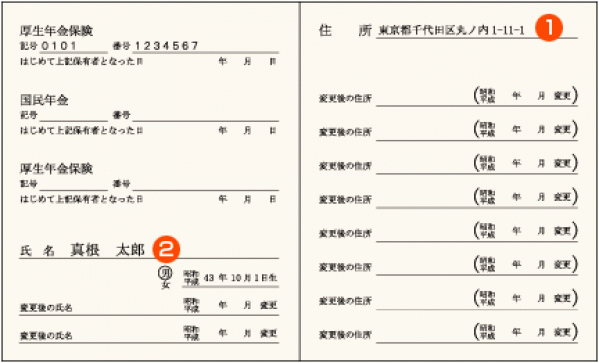 厚生年金保険
記号 0101 番号 1234567
はじめて上記保有者となった日 年 月 日
国民年金
記号 番号
はじめて上記保有者となった日 年 月 日
厚生年金保険
記号 番号
はじめて上記保有者となった日 年 月 日
氏 名 真根 太郎 2
男
女
昭和
平成 43 年 10 月 1 日生
変更後の氏名 昭和
平成 年 月 変更
変更後の氏名 昭和
平成 年 月 変更
住 所 東京都千代田区丸ノ内 1-11-1 1
変更後の住所 (昭和
平成 年 月 変更)
変更後の住所 (昭和
平成 年 月 変更)
変更後の住所 (昭和
平成 年 月 変更)
変更後の住所 (昭和
平成 年 月 変更)
変更後の住所 (昭和
平成 年 月 変更)
変更後の住所 (昭和
平成 年 月 変更)
変更後の住所 (昭和
平成 年 月 変更)
変更後の住所 (昭和
平成 年 月 変更)